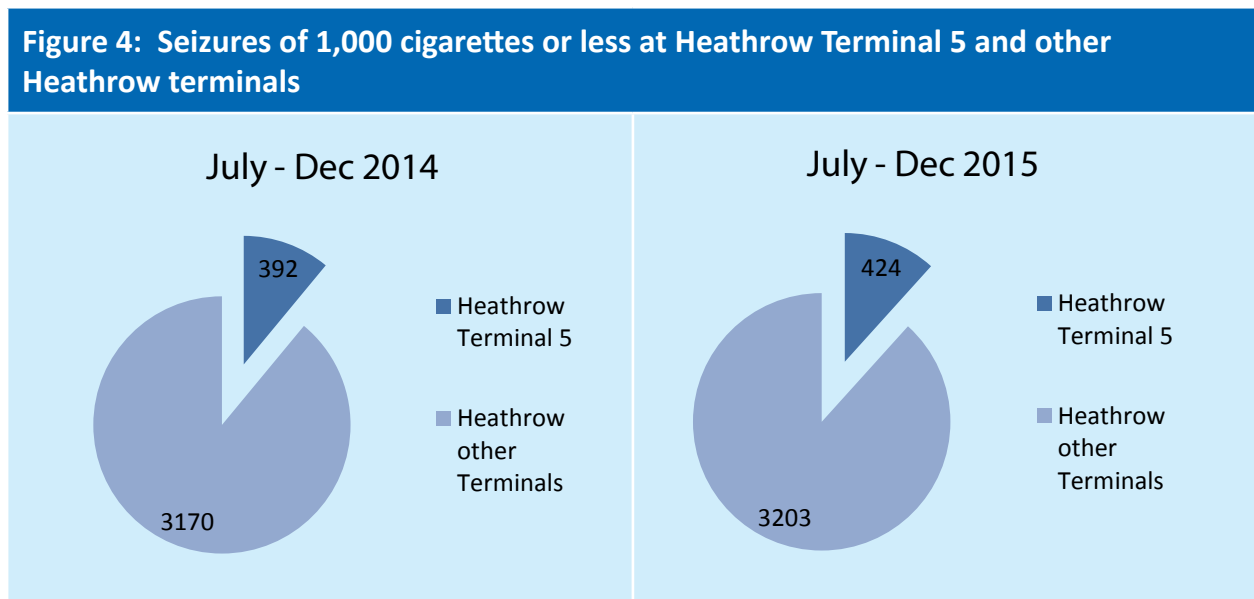 Figure 4: Seizures of 1,000 cigarettes or less at Heathrow Terminal 5 and other
Heathrow terminals
July - Dec 2014
392
3170
Heathrow
Terminal 5
Heathrow
other
Terminals
July - Dec 2015
424
3203
Heathrow
Terminal 5
Heathrow
other
Terminals